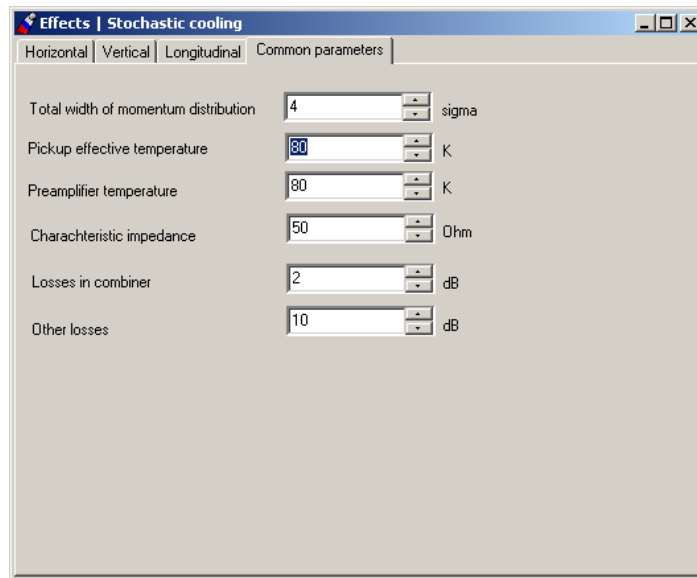 Effects | Stochastic cooling
Horizontal Vertical Longitudinal Common parameters
Total width of momentum distribution 4 sigma
Pickup effective temperature 80 K
Preamplifier temperature 80 K
Charachteristic impedance 50 Ohm
Losses in combiner 2 dB
Other losses 10 dB